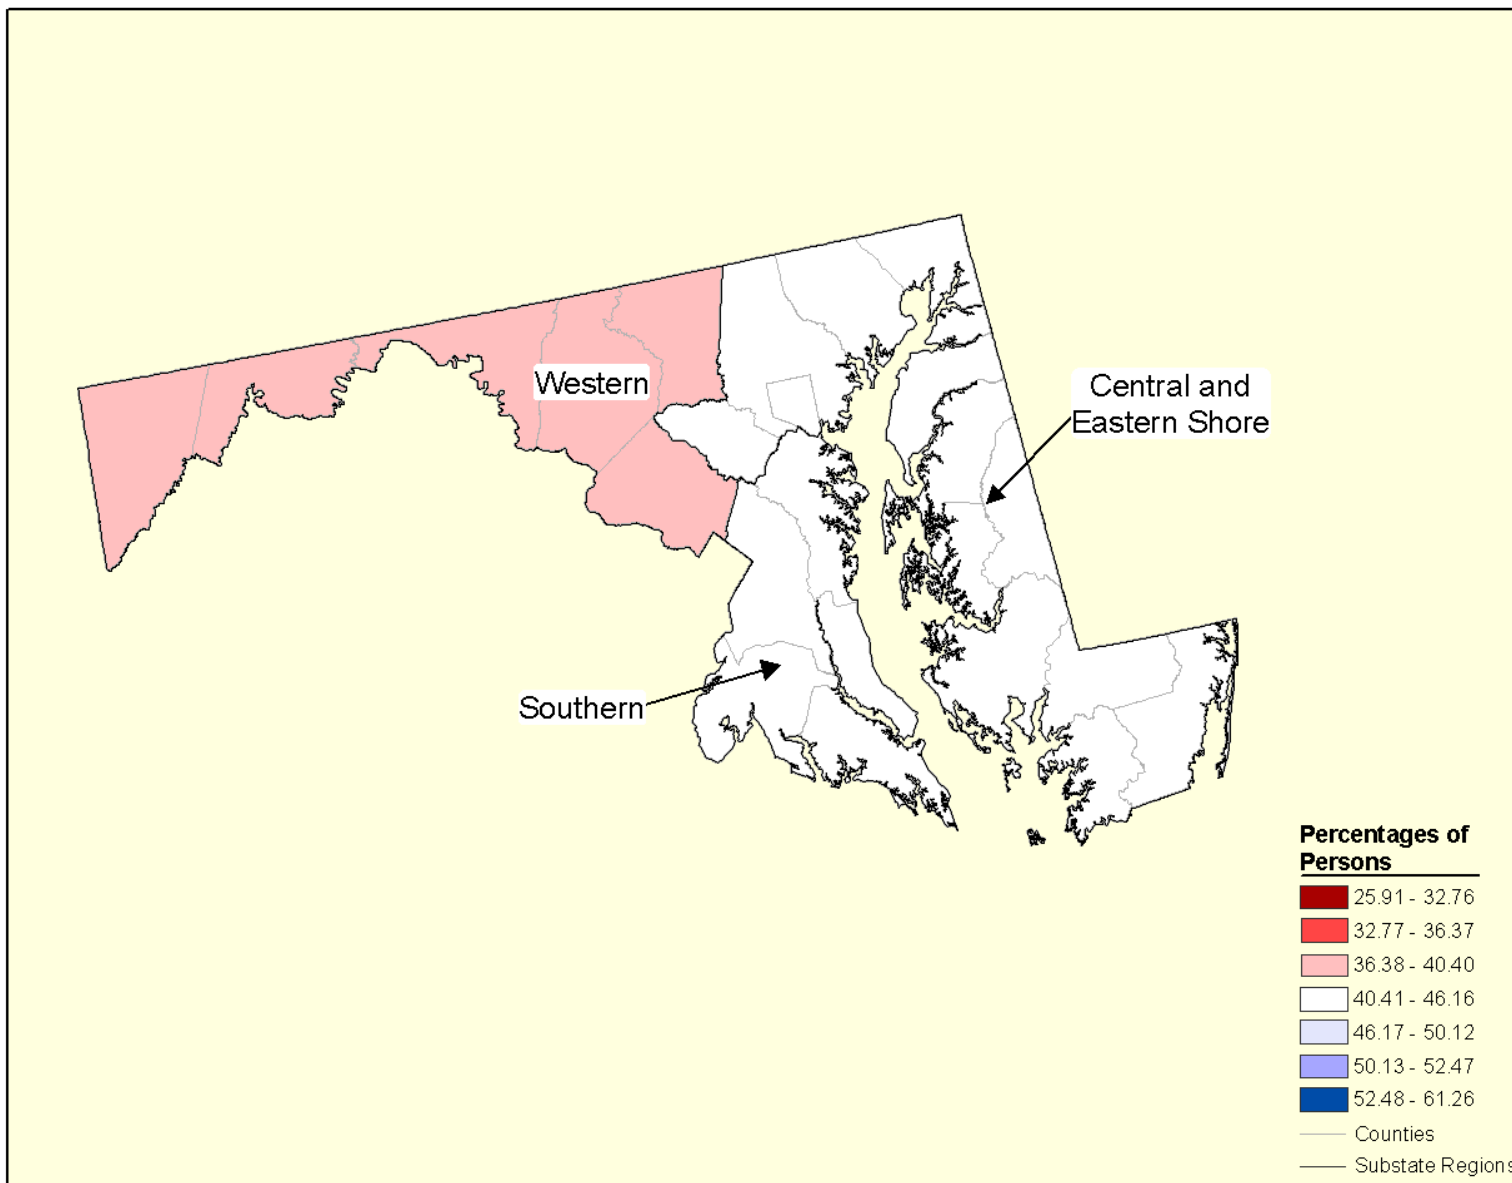 Western
Central and
Eastern Shore
Southern
Percentages of
Persons
25.91 - 32.76
32.77 - 36.37
36.38 - 40.40
40.41 - 46.16
46.17 - 50.12
50.13 - 52.47
52.48 - 61.26
Counties
Substate Regions